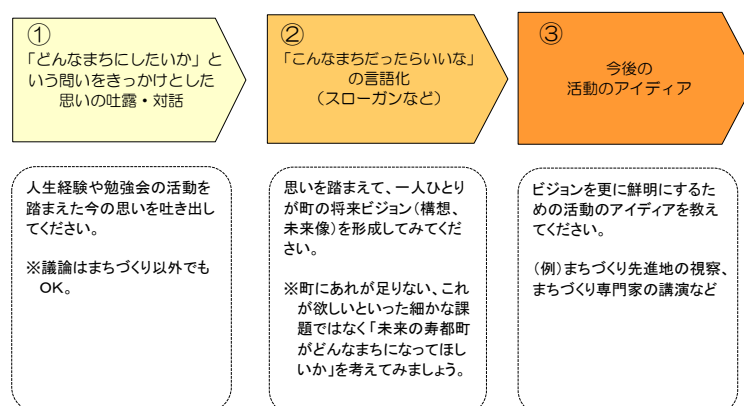 ①
「どんなまちにしたいか」と
いう問いをきっかけとした
思いの吐露・対話
人生経験や勉強会の活動を
踏まえた今の思いを吐き出し
てください。
※議論はまちづくり以外でも
OK。
②
「こんなまちだったらいいな」
の言語化
（スローガンなど）
思いを踏まえて、一人ひとり
が町の将来ビジョン（構想、
未来像）を形成してみてくだ
さい。
※町にあれが足りない、これ
が欲しいといった細かな課
題ではなく「未来の寿都町
がどんなまちになってほし
いか」を考えてみましょう。
③
今後の
活動のアイディア
ビジョンを更に鮮明にするた
めの活動のアイディアを教え
てください。
（例）まちづくり先進地の視察、
まちづくり専門家の講演など